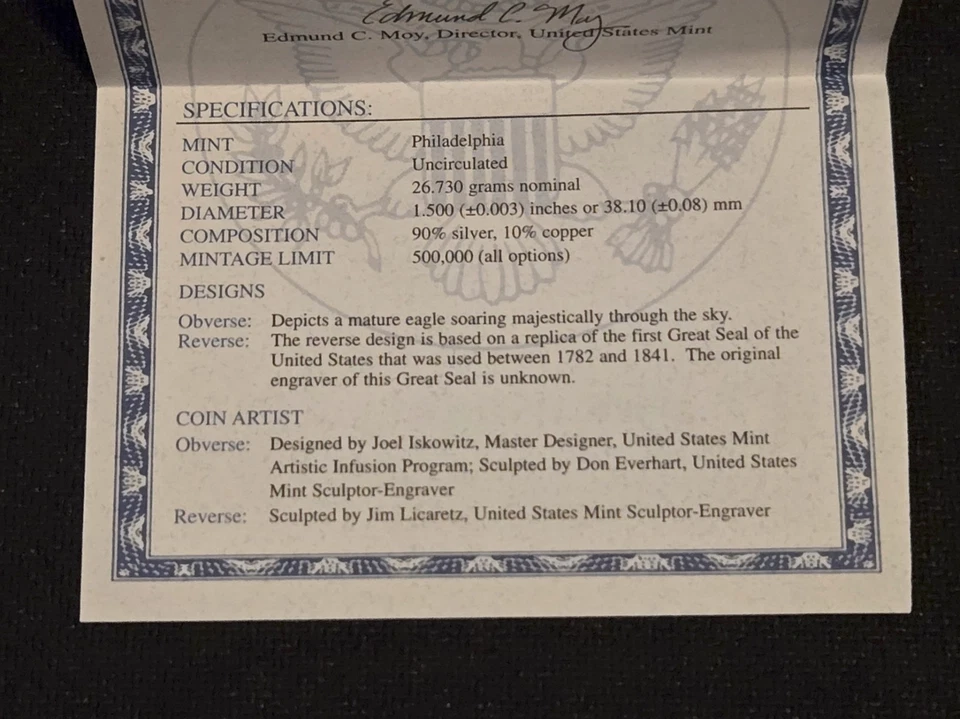 Edmund C. Moy
Edmund C. Moy, Director, United States Mint
SPECIFICATIONS:
MINT Philadelphia
CONDITION Uncirculated
WEIGHT 26.730 grams nominal
DIAMETER 1.500 (±0.003) inches or 38.10 (±0.08) mm
COMPOSITION 90% silver, 10% copper
MINTAGE LIMIT 500,000 (all options)
DESIGNS
Obverse: Depicts a mature eagle soaring majestically through the sky.
Reverse: The reverse design is based on a replica of the first Great Seal of the
United States that was used between 1782 and 1841. The original
engraver of this Great Seal is unknown.
COIN ARTIST
Obverse: Designed by Joel Iskowitz, Master Designer, United States Mint
Artistic Infusion Program; Sculpted by Don Everhart, United States
Mint Sculptor-Engraver
Reverse: Sculpted by Jim Licaretz, United States Mint Sculptor-Engraver